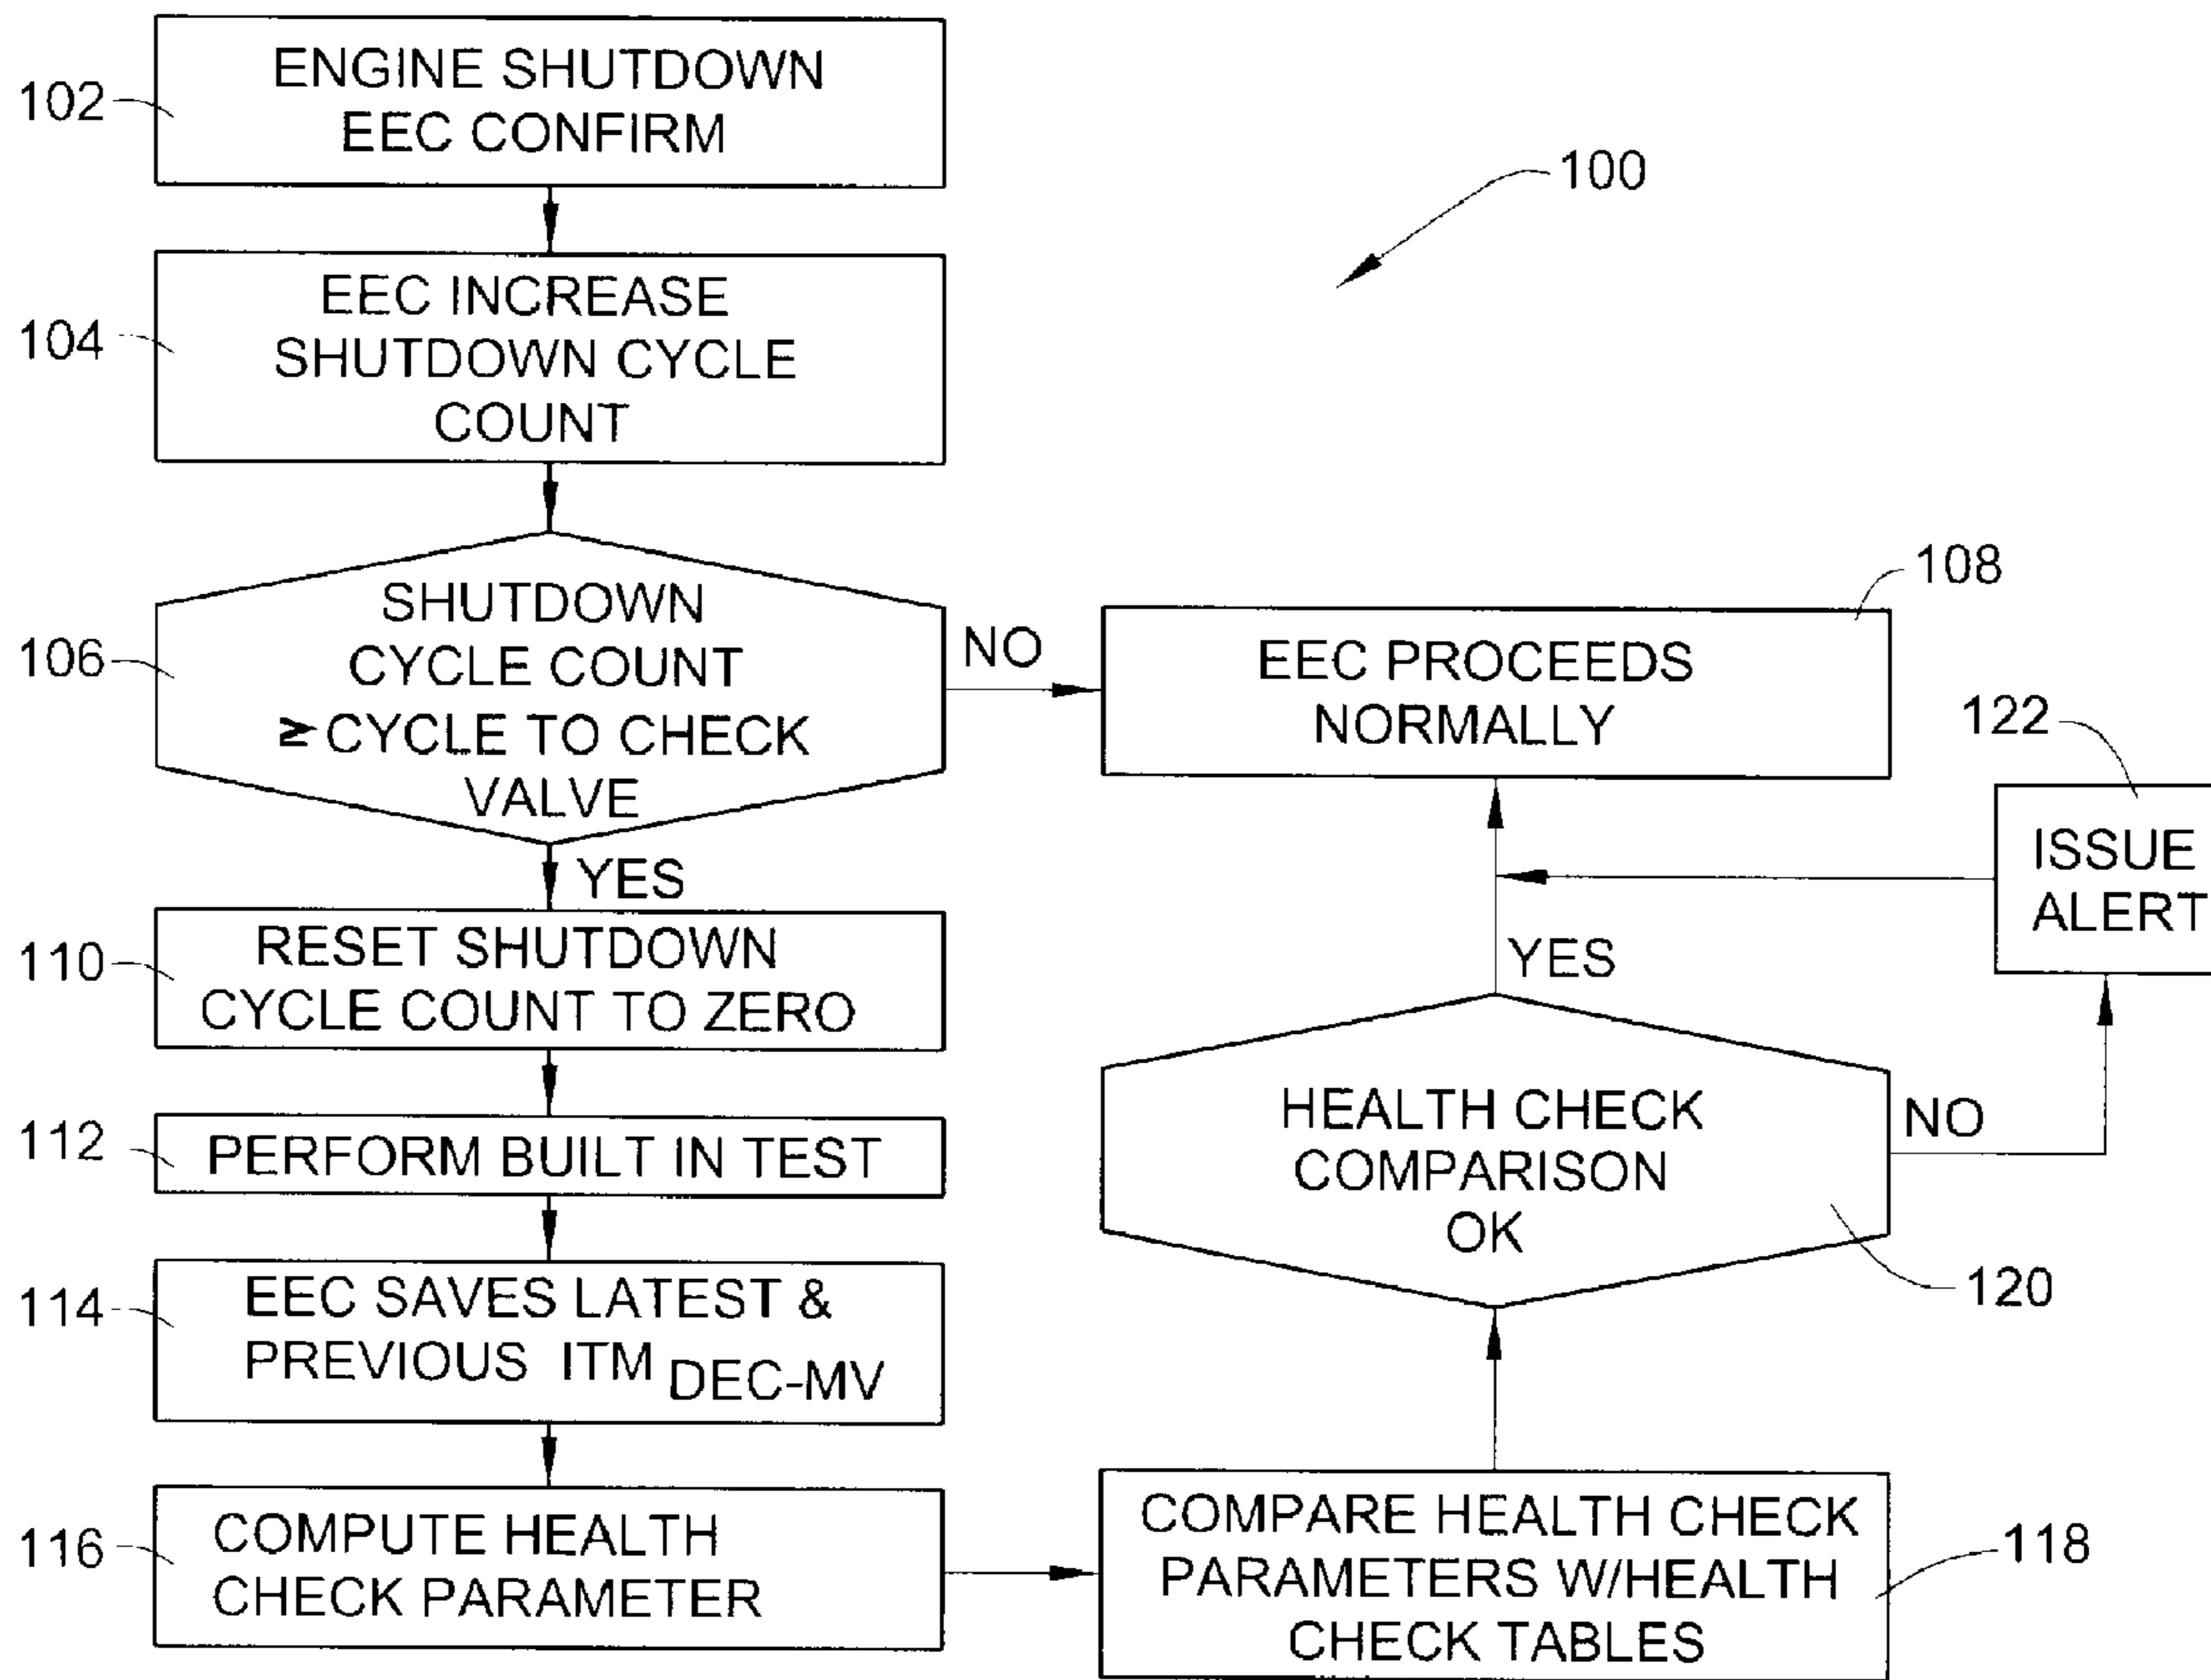 102
ENGINE SHUTDOWN
EEC CONFIRM
100
104
EEC INCREASE
SHUTDOWN CYCLE
COUNT
106
SHUTDOWN
CYCLE COUNT
≥ CYCLE TO CHECK
VALVE
NO
108
EEC PROCEEDS
NORMALLY
122
ISSUE
ALERT
YES
110
RESET SHUTDOWN
CYCLE COUNT TO ZERO
YES
112
PERFORM BUILT IN TEST
HEALTH CHECK
COMPARISON
OK
NO
120
114
EEC SAVES LATEST &
PREVIOUS ITM DEC-MV
116
COMPUTE HEALTH
CHECK PARAMETER
COMPARE HEALTH CHECK
PARAMETERS W/HEALTH
CHECK TABLES
118